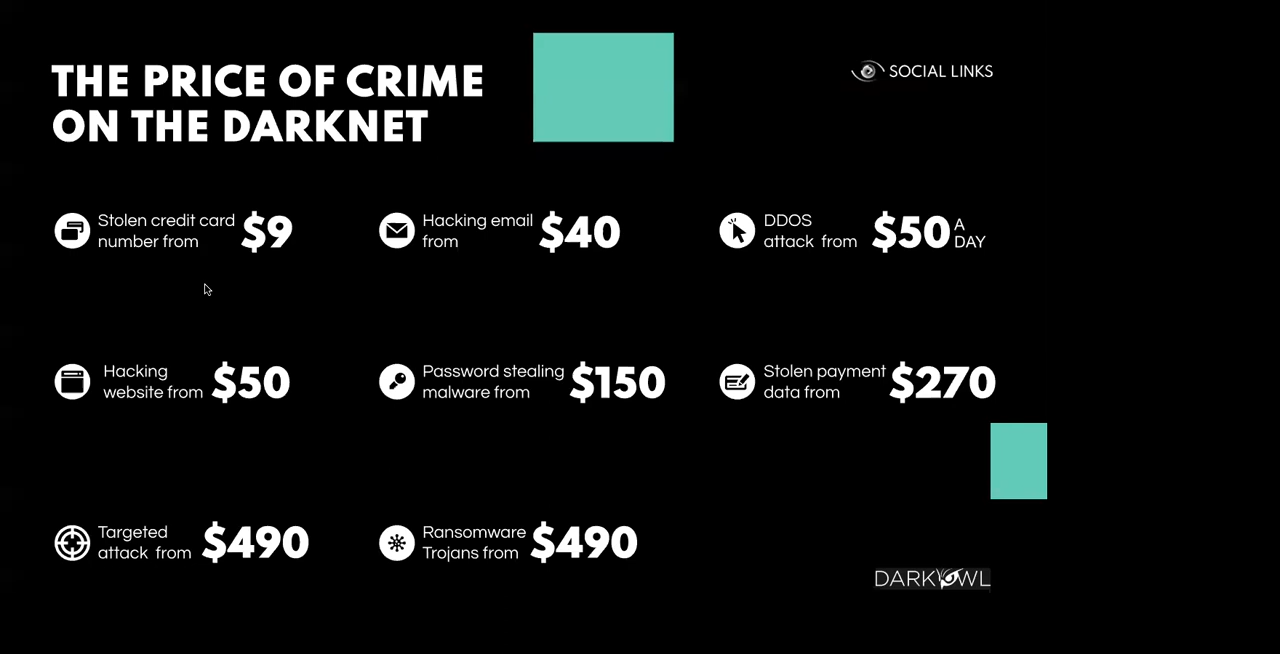 THE PRICE OF CRIME
ON THE DARKNET
SOCIAL LINKS
Stolen credit card
number from $9
Hacking email
from $40
DDOS
attack from $50 A
DAY
Hacking
website from $50
Password stealing
malware from $150
Stolen payment
data from $270
Targeted
attack from $490
Ransomware
Trojans from $490
DARKOWL